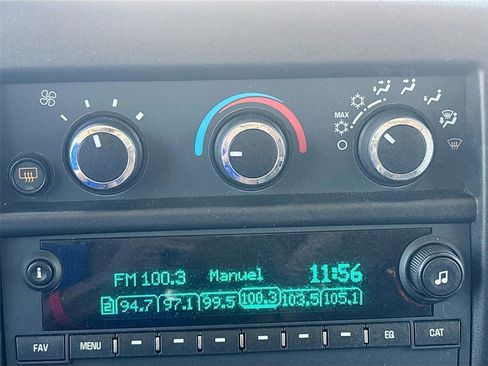 MAX
FM 100.3 Manuel 11:56
2 94.7 97.1 99.5 100.3 103.5 105.1
FAV MENU EQ CAT